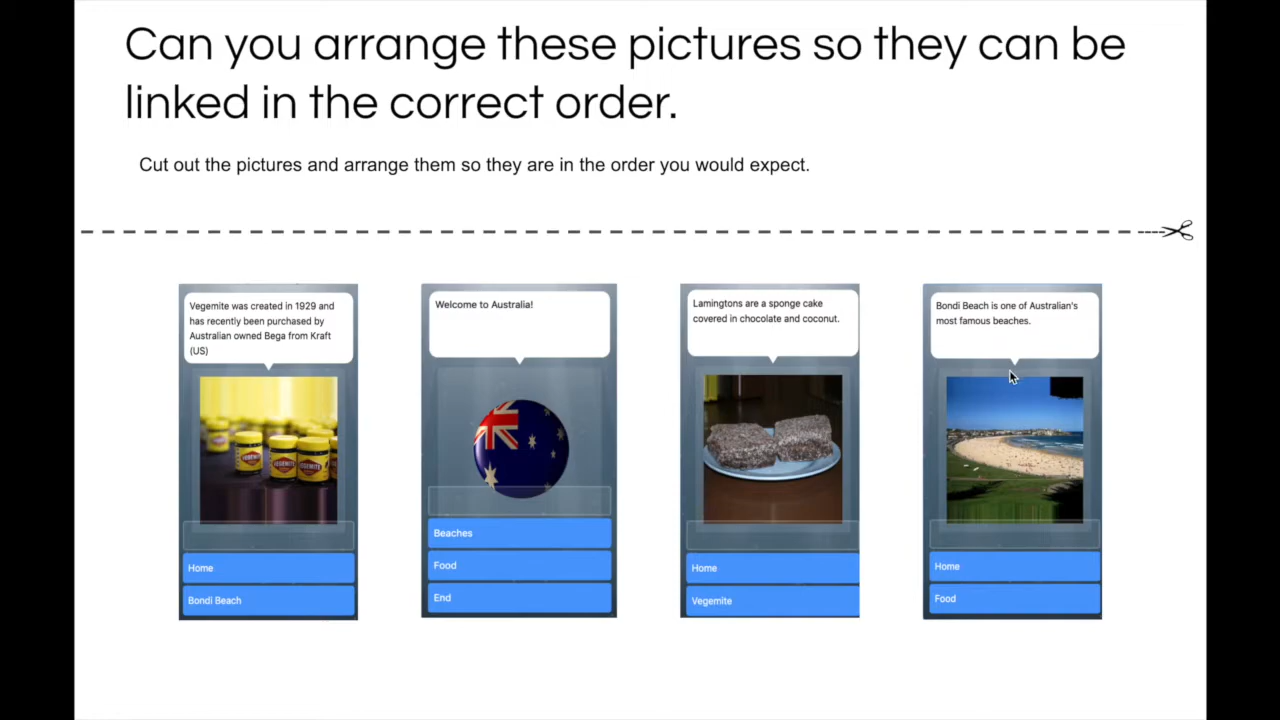 Can you arrange these pictures so they can be
linked in the correct order.
Cut out the pictures and arrange them so they are in the order you would expect.
Vegemite was created in 1929 and
has recently been purchased by
Australian owned Bega from Kraft
(US)
VEGEMITE
VEGEMITE
VEGEMITE
Home
Bondi Beach
Welcome to Australia!
Beaches
Food
End
Lamingtons are a sponge cake
covered in chocolate and coconut.
Home
Vegemite
Bondi Beach is one of Australian's
most famous beaches.
Home
Food